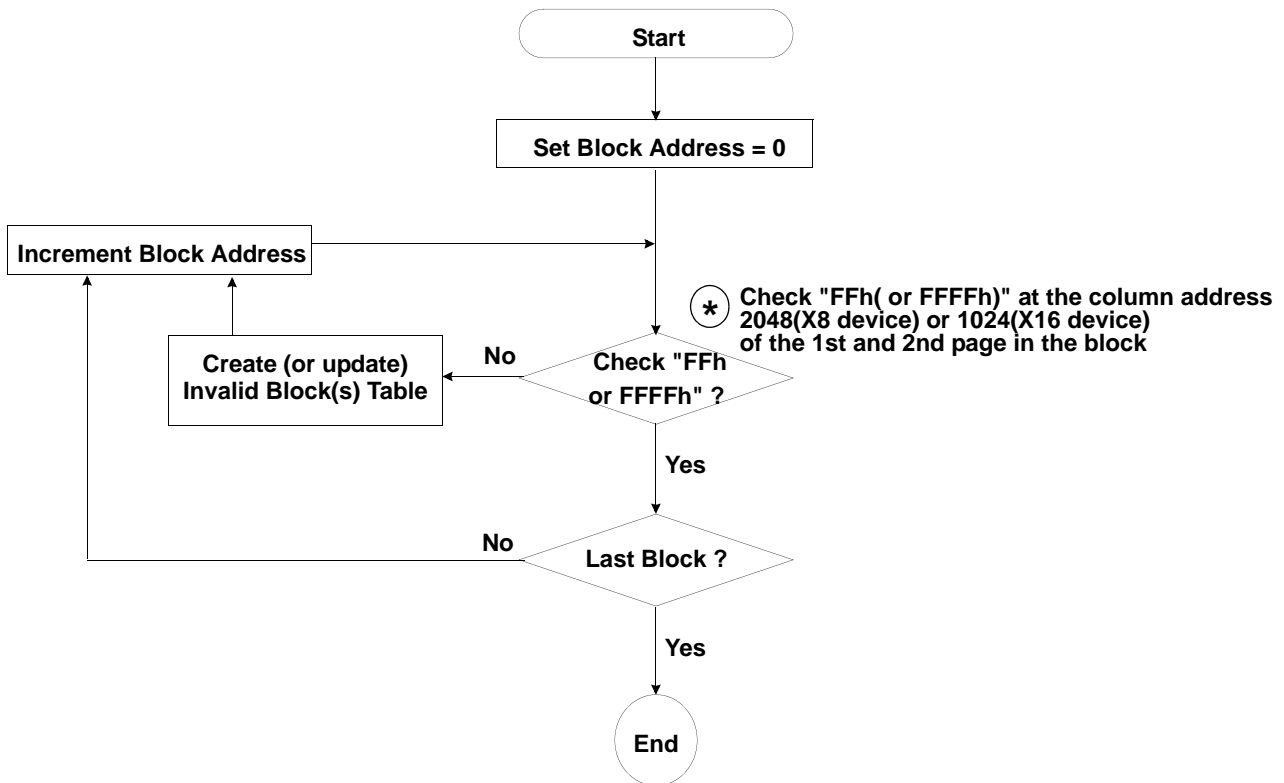 Start
Set Block Address = 0
Increment Block Address
* Check "FFh( or FFFFh)" at the column address
2048(X8 device) or 1024(X16 device)
of the 1st and 2nd page in the block
Create (or update)
Invalid Block(s) Table
No
Check "FFh
or FFFFh" ?
Yes
No
Last Block ?
Yes
End